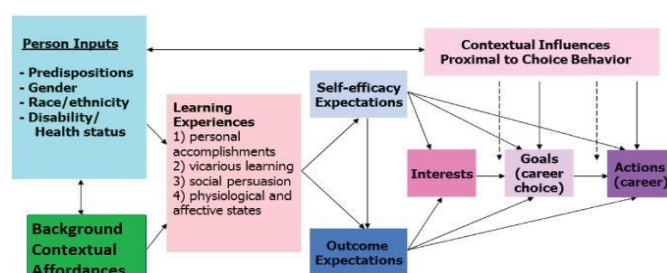 Person Inputs
- Predispositions
- Gender
- Race/ethnicity
- Disability/
Health status
Background
Contextual
Affordances
Learning
Experiences
1) personal
accomplishments
2) vicarious learning
3) social persuasion
4) physiological and
affective states
Self-efficacy
Expectations
Outcome
Expectations
Contextual Influences
Proximal to Choice Behavior
Interests
Goals
(career
choice)
Actions
(career)